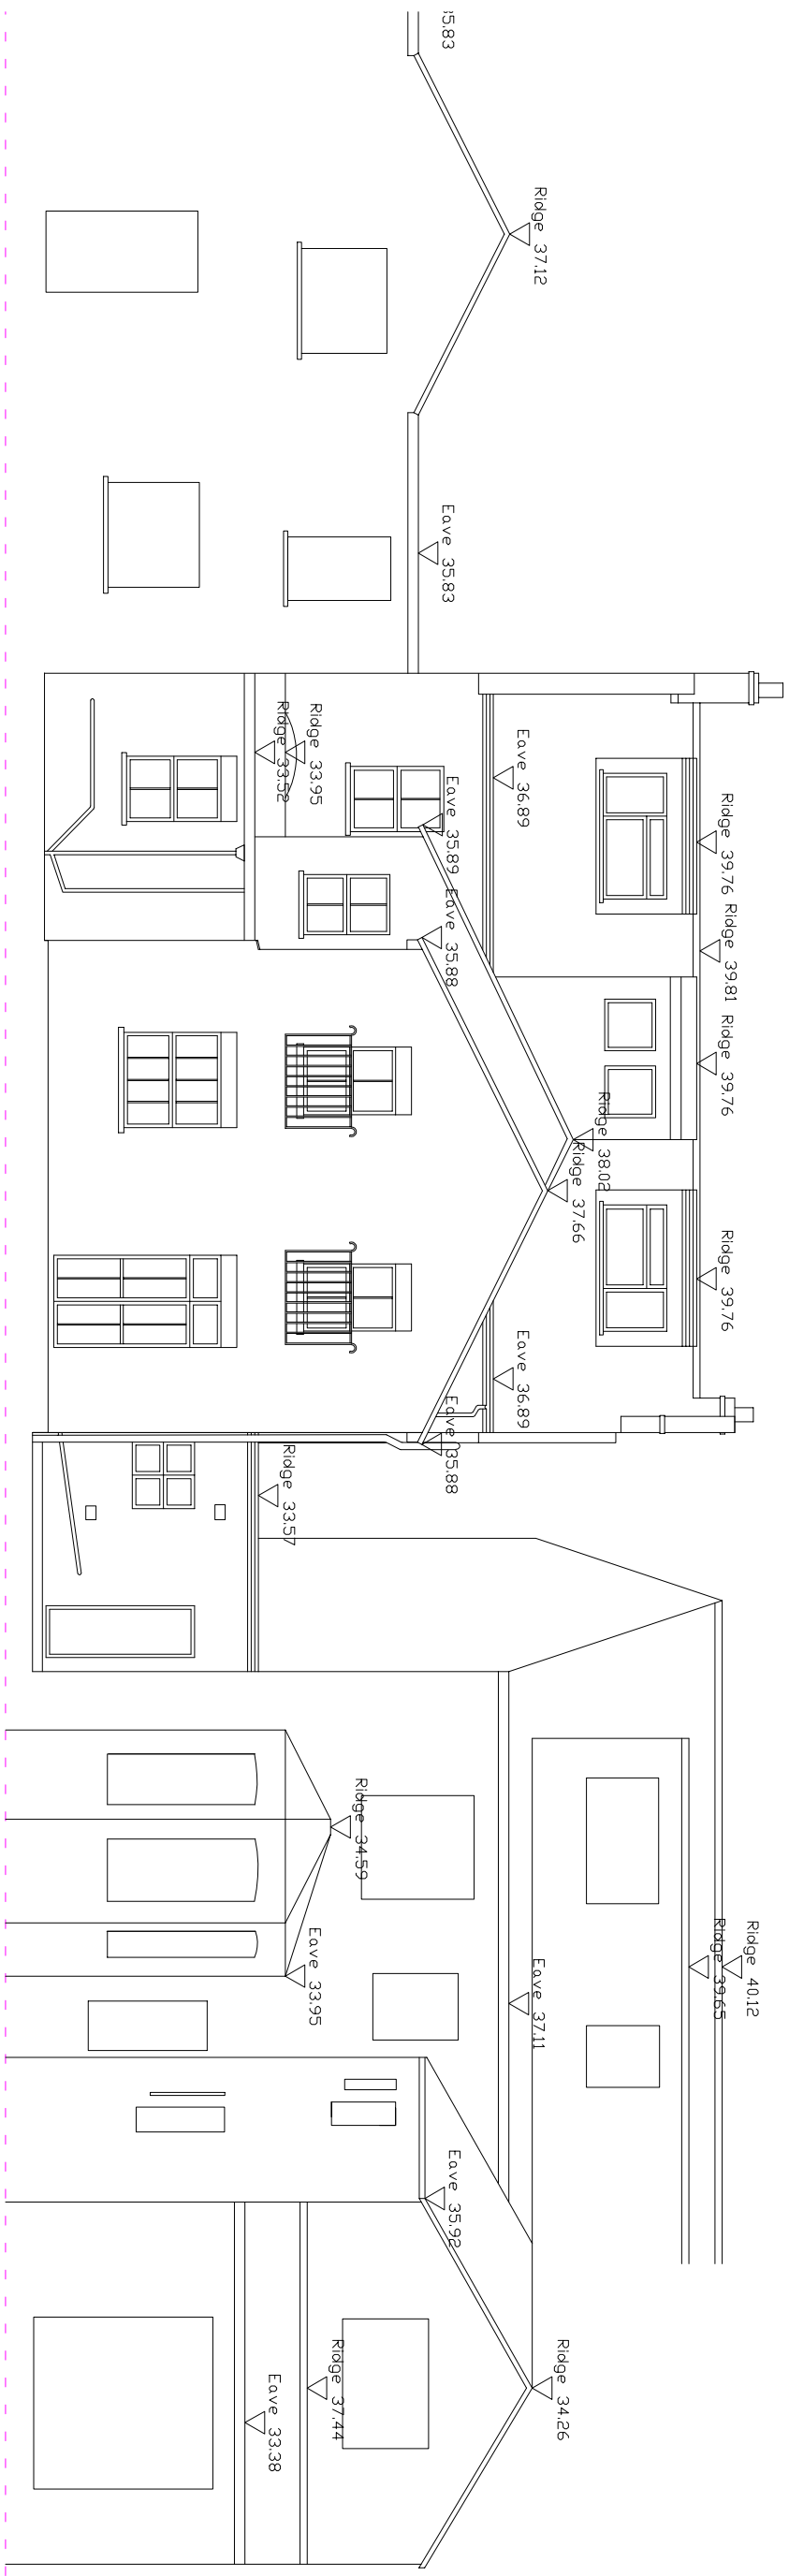 35.83
Ridge 37.12
Eave 35.83
Ridge 33.52
Ridge 33.95
Eave 36.89
Eave 35.89
Eave 35.88
Ridge 39.76
Ridge 39.81
Ridge 39.76
Ridge 38.02
Ridge 37.66
Ridge 39.76
Eave 36.89
Eave 35.88
Ridge 33.57
Ridge 34.59
Eave 33.95
Ridge 40.12
Ridge 39.65
Eave 37.11
Eave 35.92
Ridge 34.26
Ridge 37.44
Eave 33.38